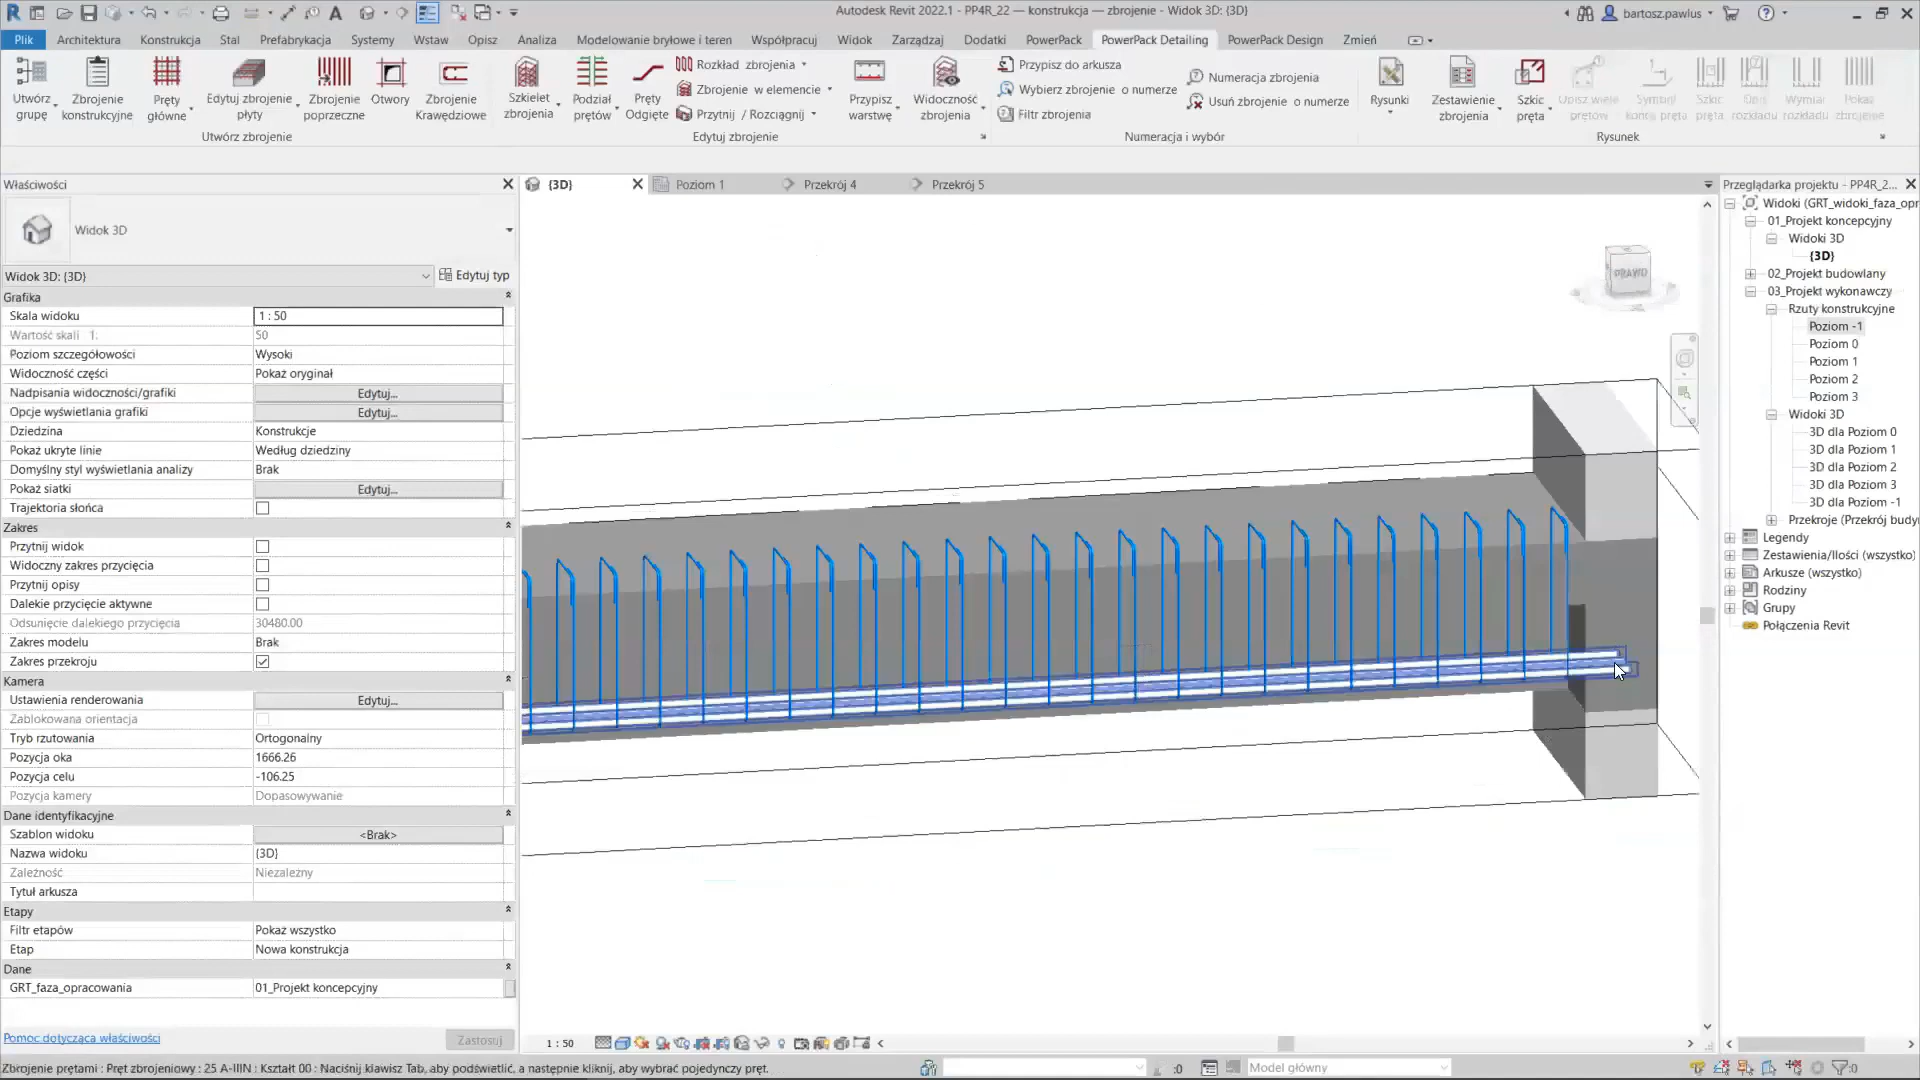 Autodesk Revit 2022.1 - PP4R_22 — konstrukcja — zbrojenie - Widok 3D: {3D}
bartosz.pawlus
Plik Architektura Konstrukcja Stal Prefabrykacja Systemy Wstaw Opisz Analiza Modelowanie bryłowe i teren Współpracuj Widok Zarządzaj Dodatki PowerPack PowerPack Detailing PowerPack Design Zmień
Utwórz grupę
Zbrojenie konstrukcyjne
Pręty główne
Edytuj zbrojenie płyty
Zbrojenie poprzeczne
Otwory
Zbrojenie Krawędziowe
Utwórz zbrojenie
Szkielet zbrojenia
Podział prętów
Pręty Odgięte
Rozkład zbrojenia
Zbrojenie w elemencie
Przytnij / Rozciągnij
Przypisz warstwę
Widoczność zbrojenia
Edytuj zbrojenie
Przypisz do arkusza
Wybierz zbrojenie o numerze
Filtr zbrojenia
Numeracja zbrojenia
Usuń zbrojenie o numerze
Numeracja i wybór
Rysunki
Zestawienie zbrojenia
Szkic pręta
Opisz wiele prętów
Symbol końca pręta
Szkic pręta
Opis rozkładu
Wymiar rozkładu
Pokaż zbrojenie
Rysunek
Właściwości
Widok 3D
Widok 3D: {3D} Edytuj typ
Grafika
Skala widoku 1 : 50
Wartość skali 1: 50
Poziom szczegółowości Wysoki
Widoczność części Pokaż oryginał
Nadpisania widoczności/grafiki Edytuj...
Opcje wyświetlania grafiki Edytuj...
Dziedzina Konstrukcje
Pokaż ukryte linie Według dziedziny
Domyślny styl wyświetlania analizy Brak
Pokaż siatki Edytuj...
Trajektoria słońca
Zakres
Przytnij widok
Widoczny zakres przycięcia
Przytnij opisy
Dalekie przycięcie aktywne
Odsunięcie dalekiego przycięcia 30480.00
Zakres modelu Brak
Zakres przekroju
Kamera
Ustawienia renderowania Edytuj...
Zablokowana orientacja
Tryb rzutowania Ortogonalny
Pozycja oka 1666.26
Pozycja celu -106.25
Pozycja kamery Dopasowywanie
Dane identyfikacyjne
Szablon widoku <Brak>
Nazwa widoku {3D}
Zależność Niezależny
Tytuł arkusza
Etapy
Filtr etapów Pokaż wszystko
Etap Nowa konstrukcja
Dane
GRT_faza_opracowania 01_Projekt koncepcyjny
Pomoc dotycząca właściwości Zastosuj
{3D} Poziom 1 Przekrój 4 Przekrój 5
PRAWO
1 : 50
Przeglądarka projektu - PP4R_2...
Widoki (GRT_widoki_faza_opr
01_Projekt koncepcyjny
Widoki 3D
{3D}
02_Projekt budowlany
03_Projekt wykonawczy
Rzuty konstrukcyjne
Poziom -1
Poziom 0
Poziom 1
Poziom 2
Poziom 3
Widoki 3D
3D dla Poziom 0
3D dla Poziom 1
3D dla Poziom 2
3D dla Poziom 3
3D dla Poziom -1
Przekroje (Przekrój budy
Legendy
Zestawienia/Ilości (wszystko)
Arkusze (wszystko)
Rodziny
Grupy
Połączenia Revit
Zbrojenie prętami : Pręt zbrojeniowy : 25 A-IIIN : Kształt 00 : Naciśnij klawisz Tab, aby podświetlić, a następnie kliknij, aby wybrać pojedynczy pręt. :0 Model główny :0